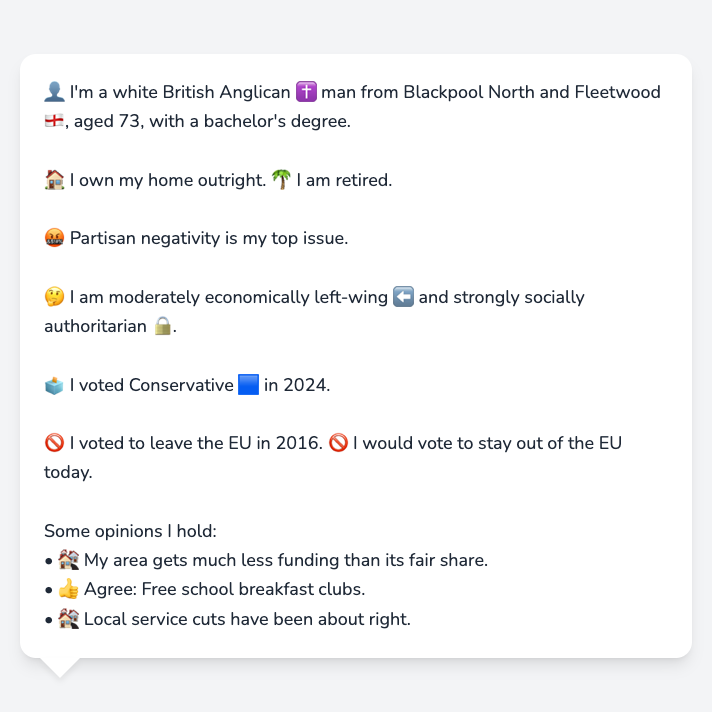 👤 I'm a white British Anglican ✝️ man from Blackpool North and Fleetwood
🏴󠁧󠁢󠁥󠁮󠁧󠁿, aged 73, with a bachelor's degree.
🏠 I own my home outright. 🌴 I am retired.
🤬 Partisan negativity is my top issue.
🤔 I am moderately economically left-wing ⬅️ and strongly socially
authoritarian 🔒.
🗳️ I voted Conservative 🟦 in 2024.
🚫 I voted to leave the EU in 2016. 🚫 I would vote to stay out of the EU
today.
Some opinions I hold:
• 🏚️ My area gets much less funding than its fair share.
• 👍 Agree: Free school breakfast clubs.
• 🏚️ Local service cuts have been about right.